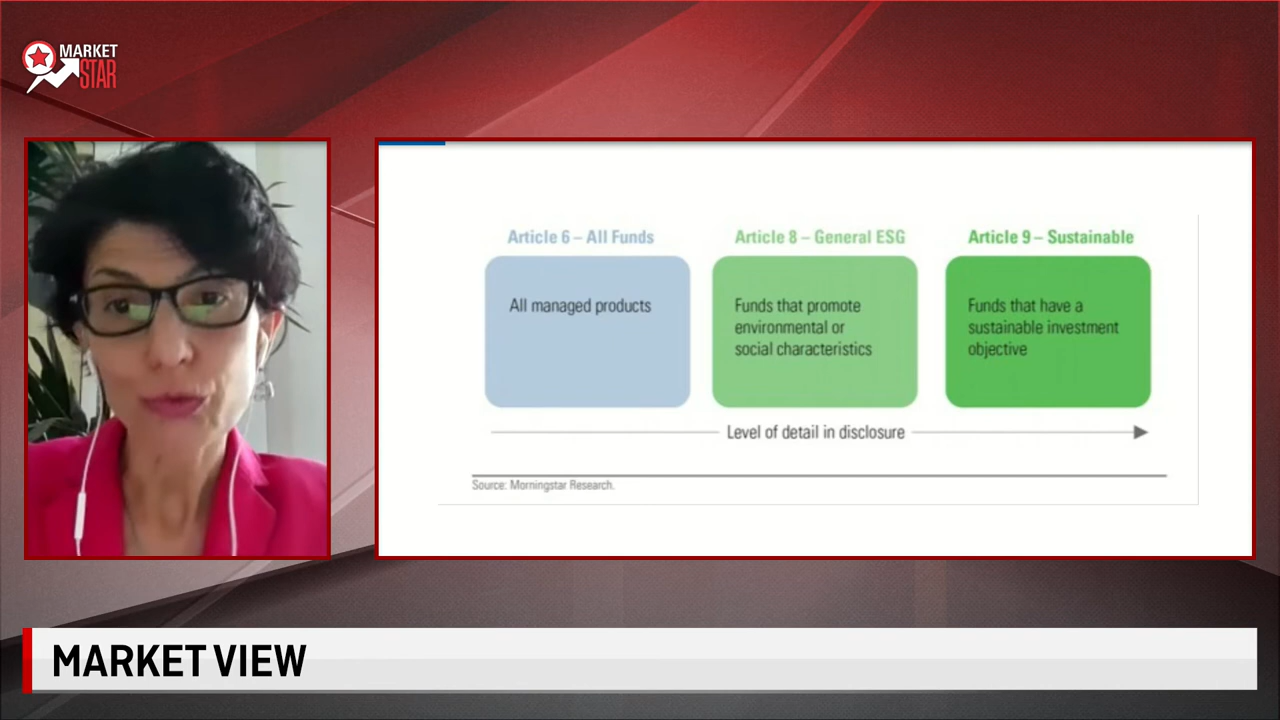 MARKET
STAR
Article 6 – All Funds
All managed products
Article 8 – General ESG
Funds that promote
environmental or
social characteristics
Article 9 – Sustainable
Funds that have a
sustainable investment
objective
Level of detail in disclosure
Source: Morningstar Research.
MARKET VIEW